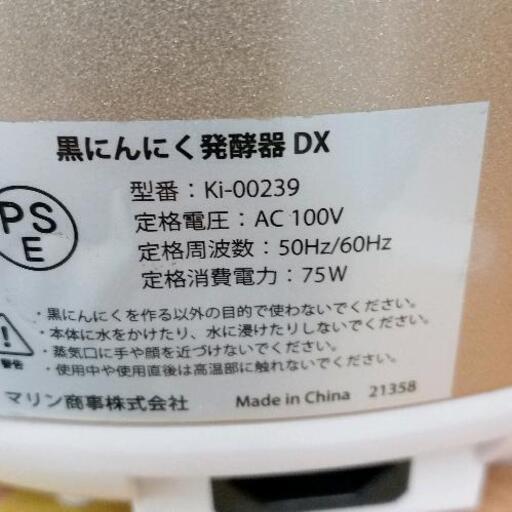 黒にんにく発酵器 DX
PS
E
型番：Ki-00239
定格電圧：AC 100V
定格周波数：50Hz/60Hz
定格消費電力：75W
・黒にんにくを作る以外の目的で使わないでください。
・本体に水をかけたり、水に浸けたりしないでください。
・蒸気口に手や顔を近づけないでください。
・使用中や使用直後は高温部に触れないでください。
警告
マリン商事株式会社 Made in China 21358